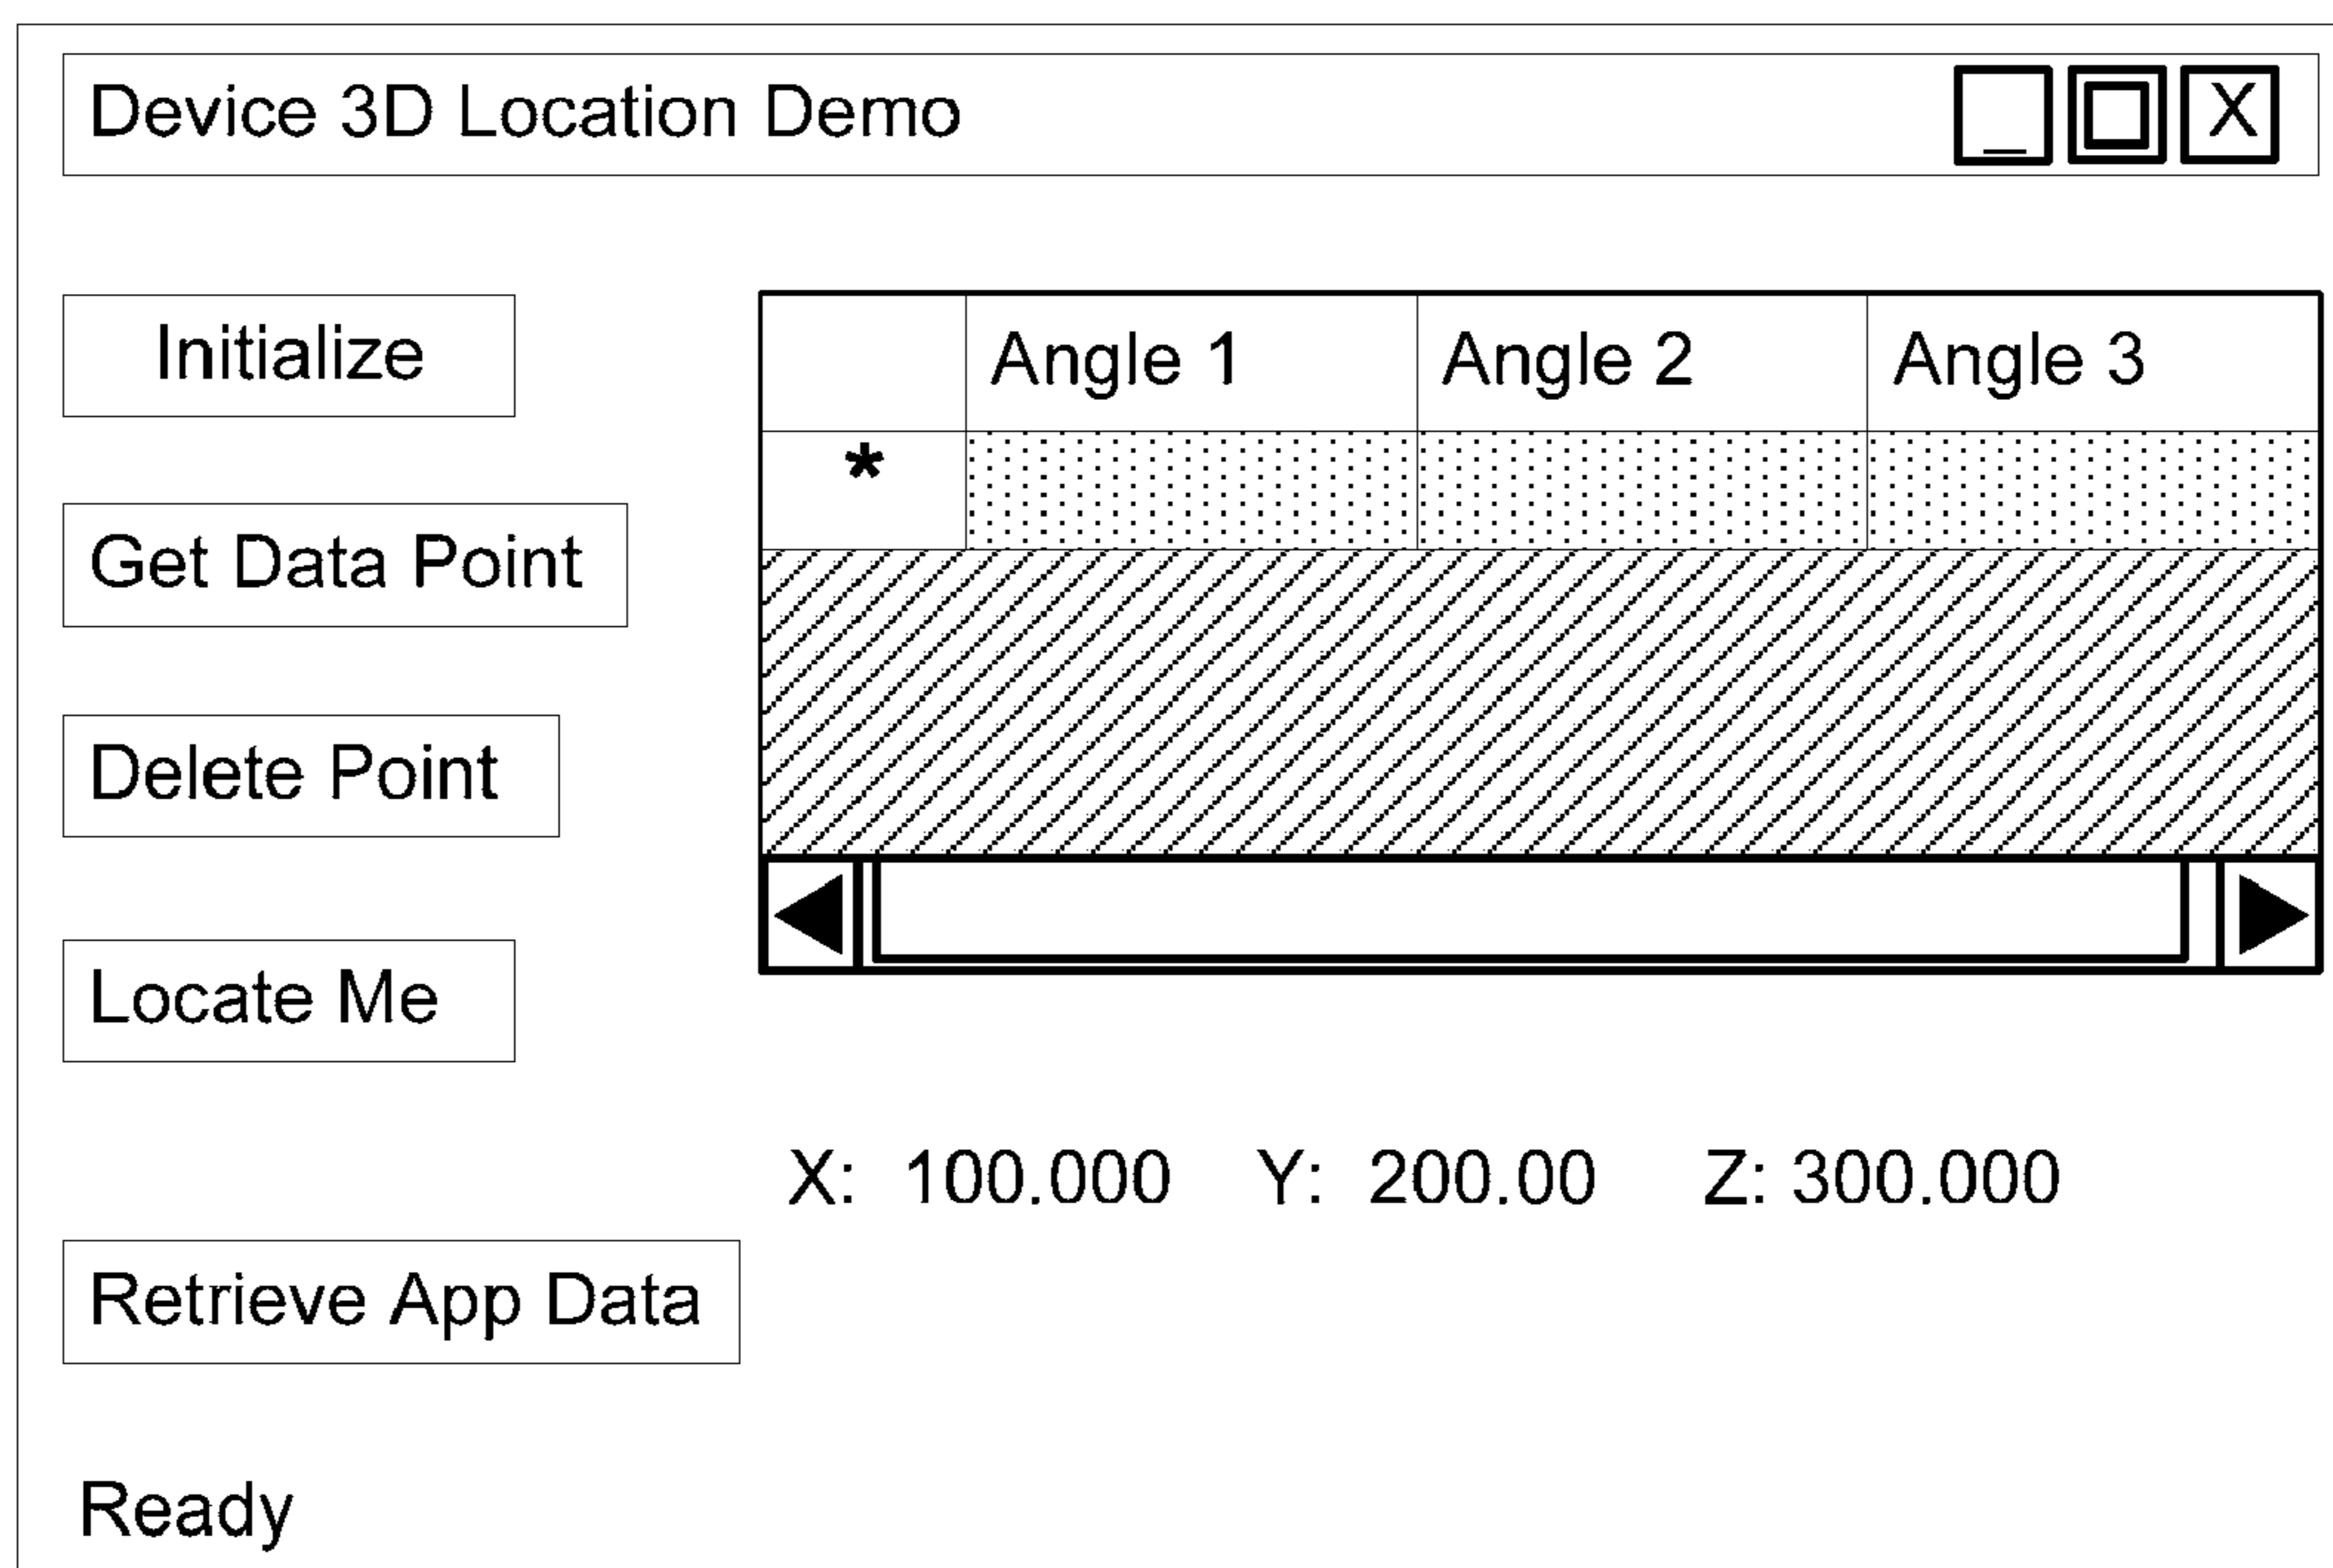 Device 3D Location Demo _ X
Initialize
Angle 1 Angle 2 Angle 3
*
Get Data Point
Delete Point
Locate Me
X: 100.000 Y: 200.00 Z: 300.000
Retrieve App Data
Ready